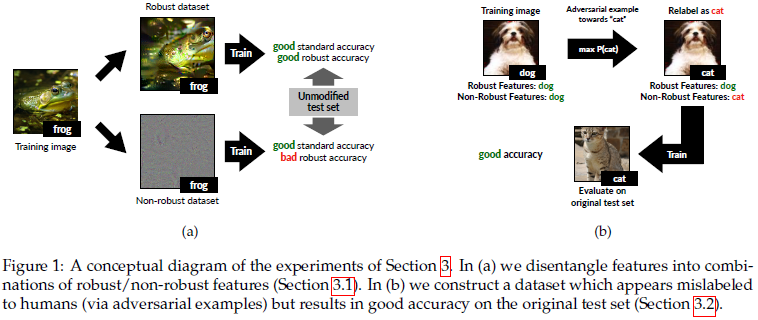 Robust dataset
Train
good standard accuracy
good robust accuracy
frog
Unmodified
test set
frog
Training image
Train
good standard accuracy
bad robust accuracy
frog
Non-robust dataset
(a)
Training image
Adversarial example
towards "cat"
Relabel as cat
max P(cat)
dog
cat
Robust Features: dog
Non-Robust Features: dog
Robust Features: dog
Non-Robust Features: cat
good accuracy
Train
cat
Evaluate on
original test set
(b)
Figure 1: A conceptual diagram of the experiments of Section 3. In (a) we disentangle features into combi-
nations of robust/non-robust features (Section 3.1). In (b) we construct a dataset which appears mislabeled
to humans (via adversarial examples) but results in good accuracy on the original test set (Section 3.2).